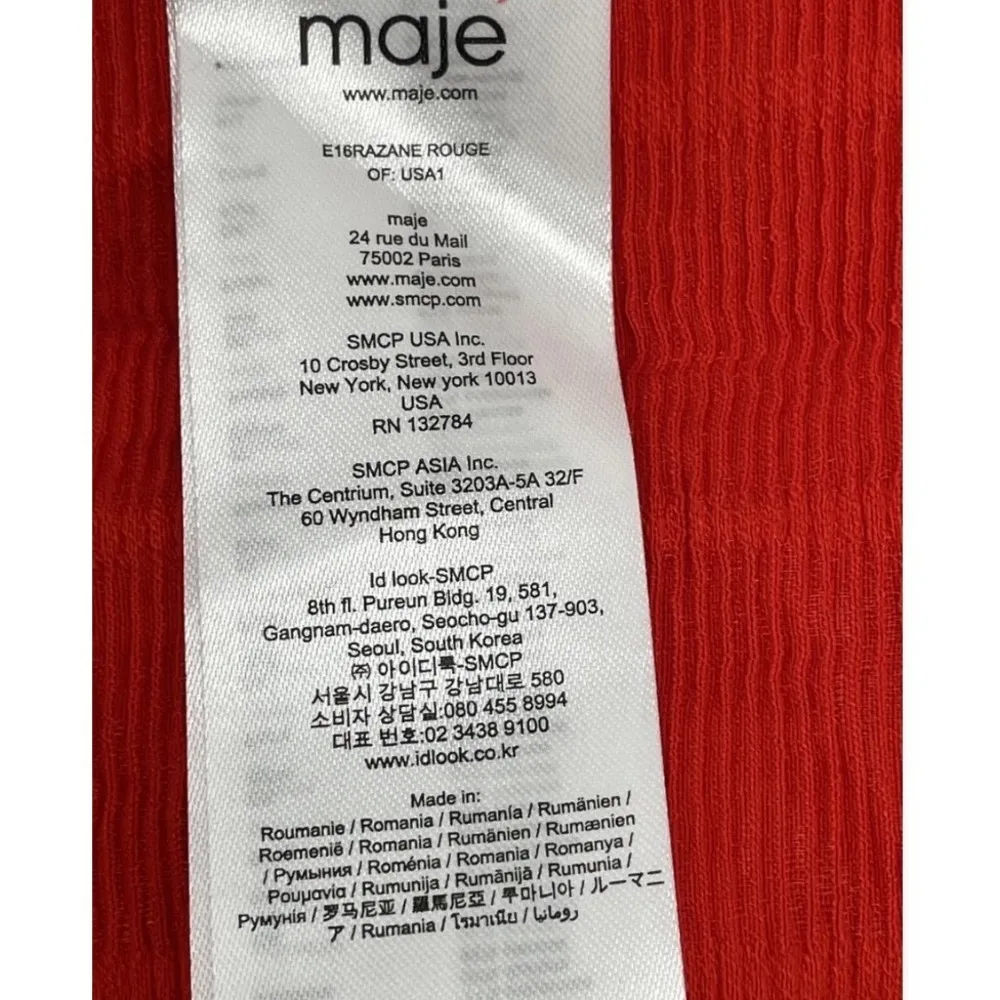 maje
www.maje.com
E16RAZANE ROUGE
OF: USA1
maje
24 rue du Mail
75002 Paris
www.maje.com
www.smcp.com
SMCP USA Inc.
10 Crosby Street, 3rd Floor
New York, New york 10013
USA
RN 132784
SMCP ASIA Inc.
The Centrium, Suite 3203A-5A 32/F
60 Wyndham Street, Central
Hong Kong
Id look-SMCP
8th fl. Pureun Bldg. 19, 581,
Gangnam-daero, Seocho-gu 137-903,
Seoul, South Korea
㈜ 아이디룩-SMCP
서울시 강남구 강남대로 580
소비자 상담실:080 455 8994
대표 번호:02 3438 9100
www.idlook.co.kr
Made in:
Roumanie / Romania / Rumanía / Rumänien /
Roemenië / Romania / Rumänien / Rumænien
/ Румыния / Roménia / Romania / Romanya /
Ρουμανία / Rumunija / Rumānijā / Rumunia /
Румунія / 罗马尼亚 / 羅馬尼亞 / 루마니아 / ルーマニ
ア / Rumania / โรมาเนีย / رومانيا